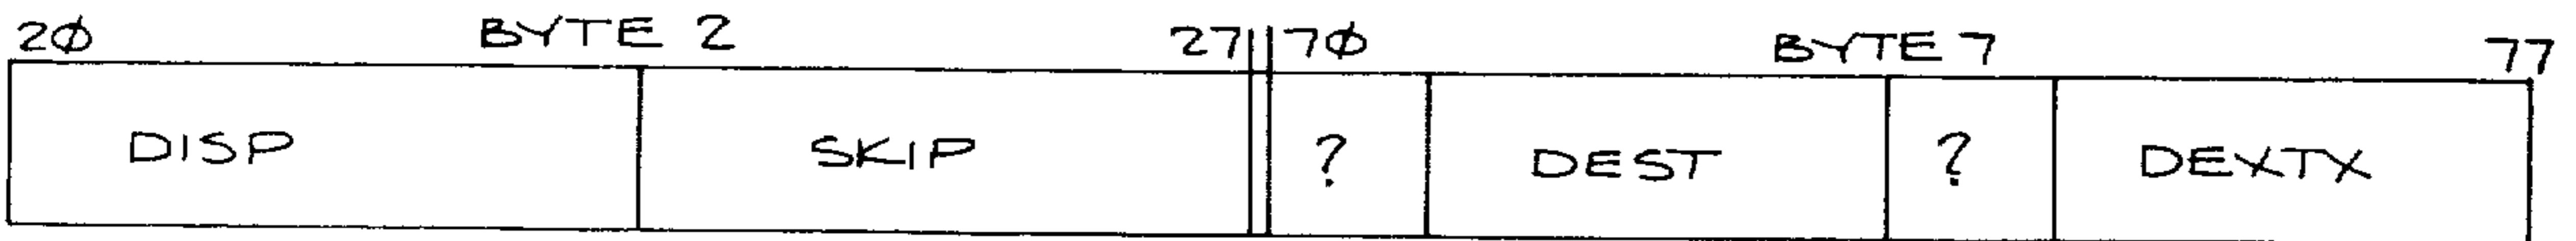 2Ø BYTE 2 27 7Ø BYTE 7 77
DISP SKIP ? DEST ? DEXTX